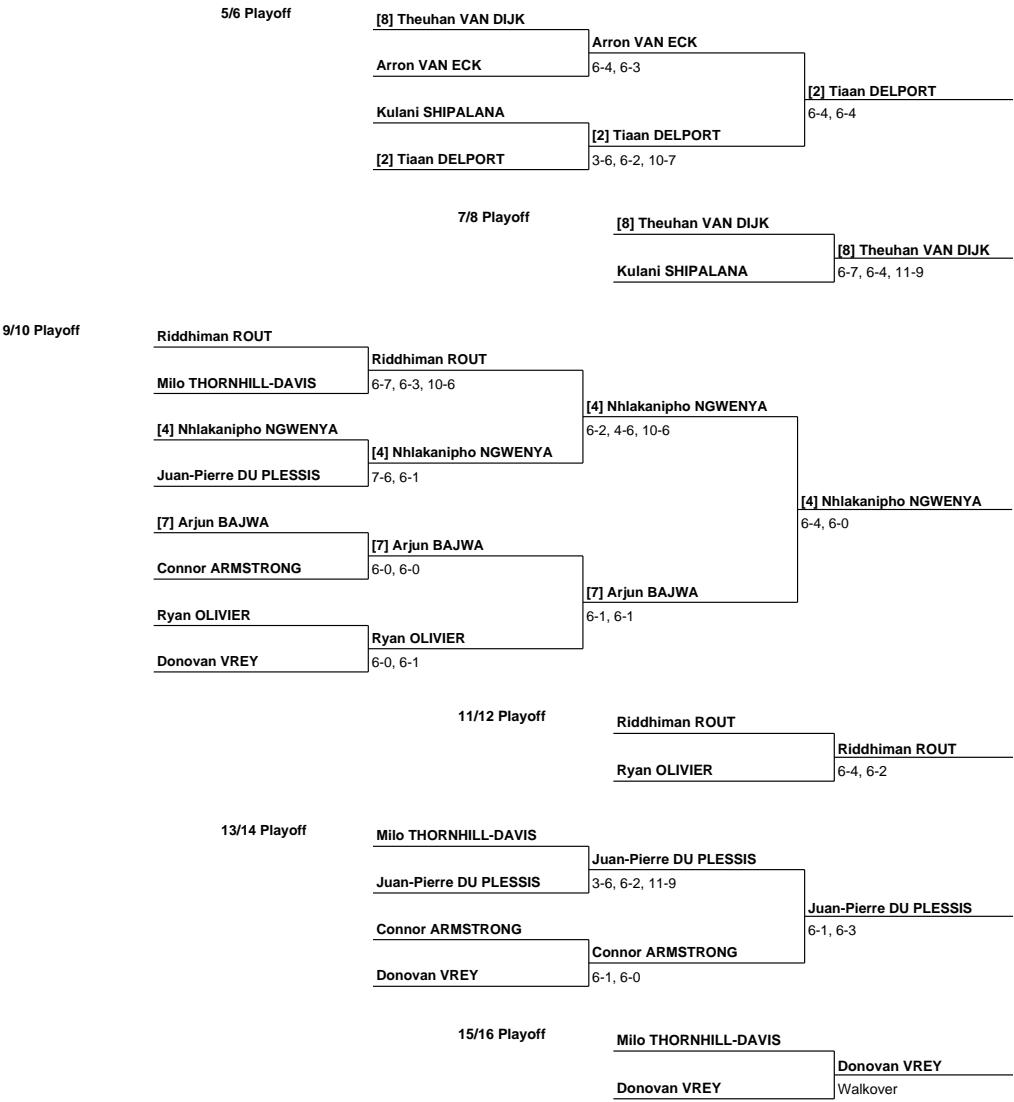 5/6 Playoff
[8] Theuhan VAN DIJK
Arron VAN ECK
Arron VAN ECK
6-4, 6-3
[2] Tiaan DELPORT
6-4, 6-4
Kulani SHIPALANA
[2] Tiaan DELPORT
[2] Tiaan DELPORT
3-6, 6-2, 10-7
7/8 Playoff
[8] Theuhan VAN DIJK
[8] Theuhan VAN DIJK
Kulani SHIPALANA
6-7, 6-4, 11-9
9/10 Playoff
Riddhiman ROUT
Riddhiman ROUT
Milo THORNHILL-DAVIS
6-7, 6-3, 10-6
[4] Nhlakanipho NGWENYA
[4] Nhlakanipho NGWENYA
6-2, 4-6, 10-6
[4] Nhlakanipho NGWENYA
Juan-Pierre DU PLESSIS
7-6, 6-1
[4] Nhlakanipho NGWENYA
6-4, 6-0
[7] Arjun BAJWA
[7] Arjun BAJWA
Connor ARMSTRONG
6-0, 6-0
[7] Arjun BAJWA
6-1, 6-1
Ryan OLIVIER
Ryan OLIVIER
Donovan VREY
6-0, 6-1
11/12 Playoff
Riddhiman ROUT
Riddhiman ROUT
Ryan OLIVIER
6-4, 6-2
13/14 Playoff
Milo THORNHILL-DAVIS
Juan-Pierre DU PLESSIS
Juan-Pierre DU PLESSIS
3-6, 6-2, 11-9
Juan-Pierre DU PLESSIS
6-1, 6-3
Connor ARMSTRONG
Connor ARMSTRONG
Donovan VREY
6-1, 6-0
15/16 Playoff
Milo THORNHILL-DAVIS
Donovan VREY
Donovan VREY
Walkover